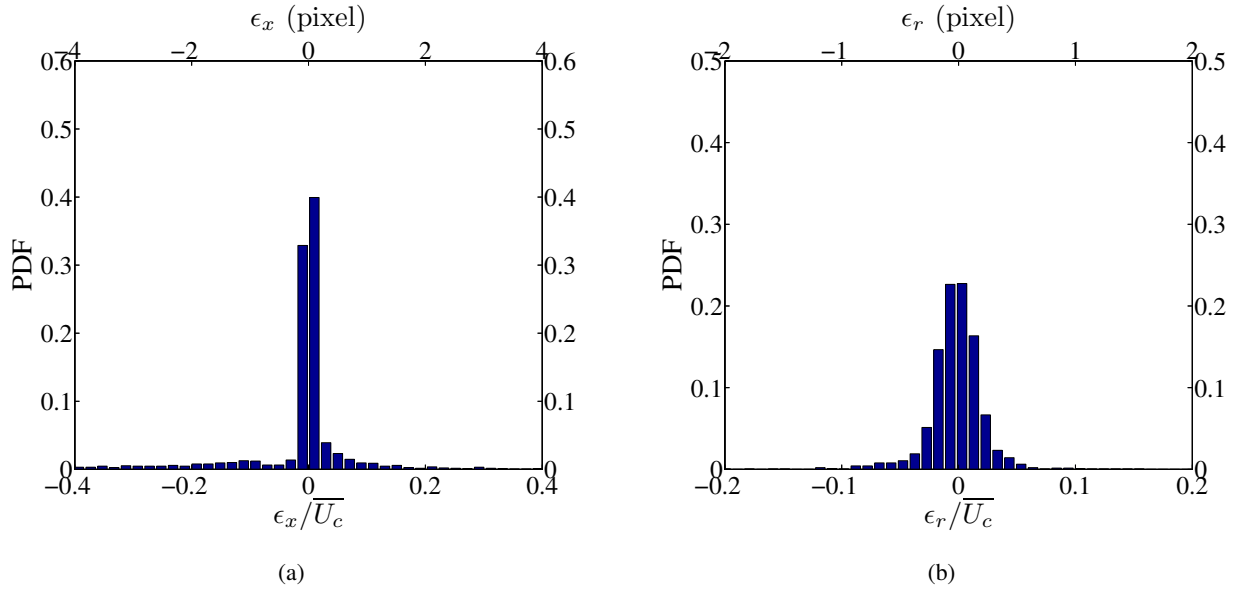 ϵx (pixel)
−4 −2 0 2 4
0.6 0.6
0.5 0.5
0.4 0.4
PDF
0.3 0.3
0.2 0.2
0.1 0.1
0 0
−0.4 −0.2 0 0.2 0.4
ϵx/U̅c̅
(a)
ϵr (pixel)
−2 −1 0 1 2
0.5 0.5
0.4 0.4
0.3 0.3
PDF
0.2 0.2
0.1 0.1
0 0
−0.2 −0.1 0 0.1 0.2
ϵr/U̅c̅
(b)